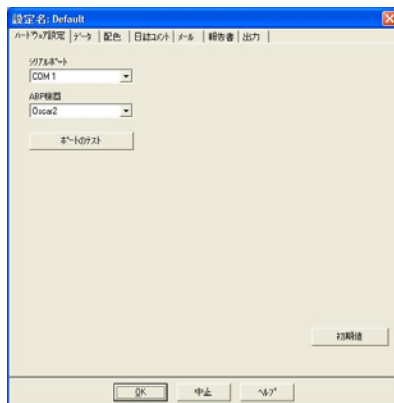 設定名: Default
ハードウェア設定 データ 配色 日誌コメント メール 報告書 出力
シリアルポート
COM 1
ABP機器
Oscar2
ポートのテスト
初期値
OK 中止 ヘルプ